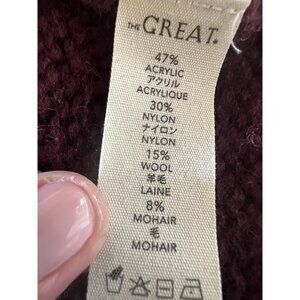 THE GREAT.
47%
ACRYLIC
アクリル
ACRYLIQUE
30%
NYLON
ナイロン
NYLON
15%
WOOL
羊毛
LAINE
8%
MOHAIR
毛
MOHAIR